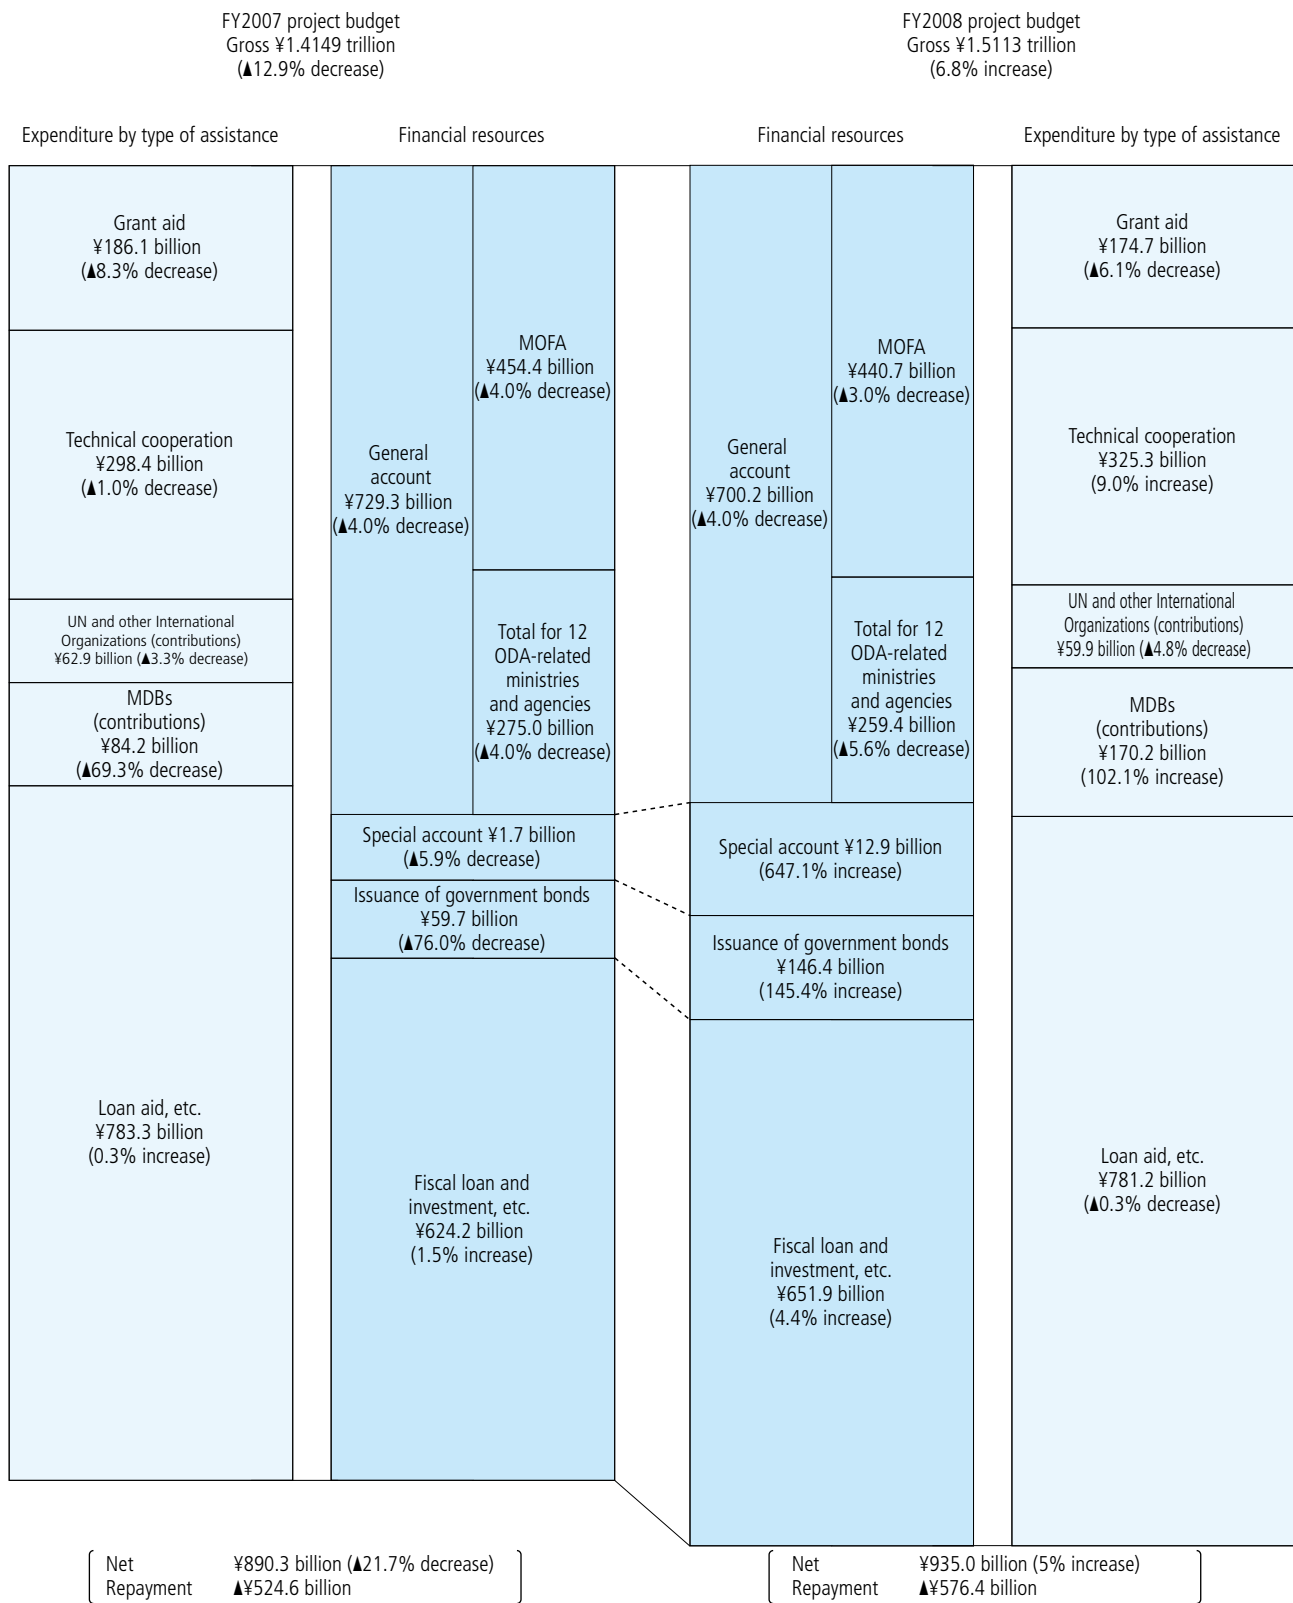 FY2007 project budget
Gross ¥1.4149 trillion
(▲12.9% decrease)
FY2008 project budget
Gross ¥1.5113 trillion
(6.8% increase)
Expenditure by type of assistance
Financial resources
Financial resources
Expenditure by type of assistance
Grant aid
¥186.1 billion
(▲8.3% decrease)
Technical cooperation
¥298.4 billion
(▲1.0% decrease)
UN and other International
Organizations (contributions)
¥62.9 billion (▲3.3% decrease)
MDBs
(contributions)
¥84.2 billion
(▲69.3% decrease)
Loan aid, etc.
¥783.3 billion
(0.3% increase)
General
account
¥729.3 billion
(▲4.0% decrease)
MOFA
¥454.4 billion
(▲4.0% decrease)
Total for 12
ODA-related
ministries
and agencies
¥275.0 billion
(▲4.0% decrease)
Special account ¥1.7 billion
(▲5.9% decrease)
Issuance of government bonds
¥59.7 billion
(▲76.0% decrease)
Fiscal loan and
investment, etc.
¥624.2 billion
(1.5% increase)
General
account
¥700.2 billion
(▲4.0% decrease)
MOFA
¥440.7 billion
(▲3.0% decrease)
Total for 12
ODA-related
ministries
and agencies
¥259.4 billion
(▲5.6% decrease)
Special account ¥12.9 billion
(647.1% increase)
Issuance of government bonds
¥146.4 billion
(145.4% increase)
Fiscal loan and
investment, etc.
¥651.9 billion
(4.4% increase)
Grant aid
¥174.7 billion
(▲6.1% decrease)
Technical cooperation
¥325.3 billion
(9.0% increase)
UN and other International
Organizations (contributions)
¥59.9 billion (▲4.8% decrease)
MDBs
(contributions)
¥170.2 billion
(102.1% increase)
Loan aid, etc.
¥781.2 billion
(▲0.3% decrease)
Net ¥890.3 billion (▲21.7% decrease)
Repayment ▲¥524.6 billion
Net ¥935.0 billion (5% increase)
Repayment ▲¥576.4 billion